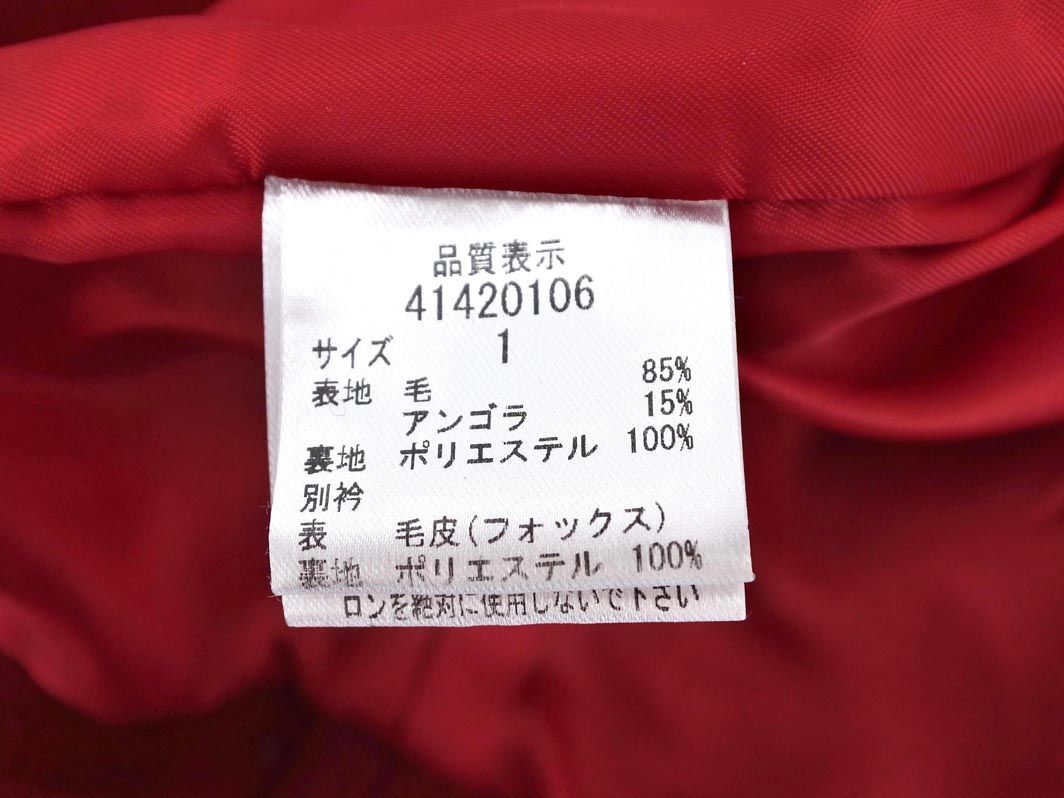 品質表示
41420106
サイズ 1
表地 毛 85%
アンゴラ 15%
裏地 ポリエステル 100%
別衿
表 毛皮(フォックス)
裏地 ポリエステル 100%
ロンを絶対に使用しないで下さい